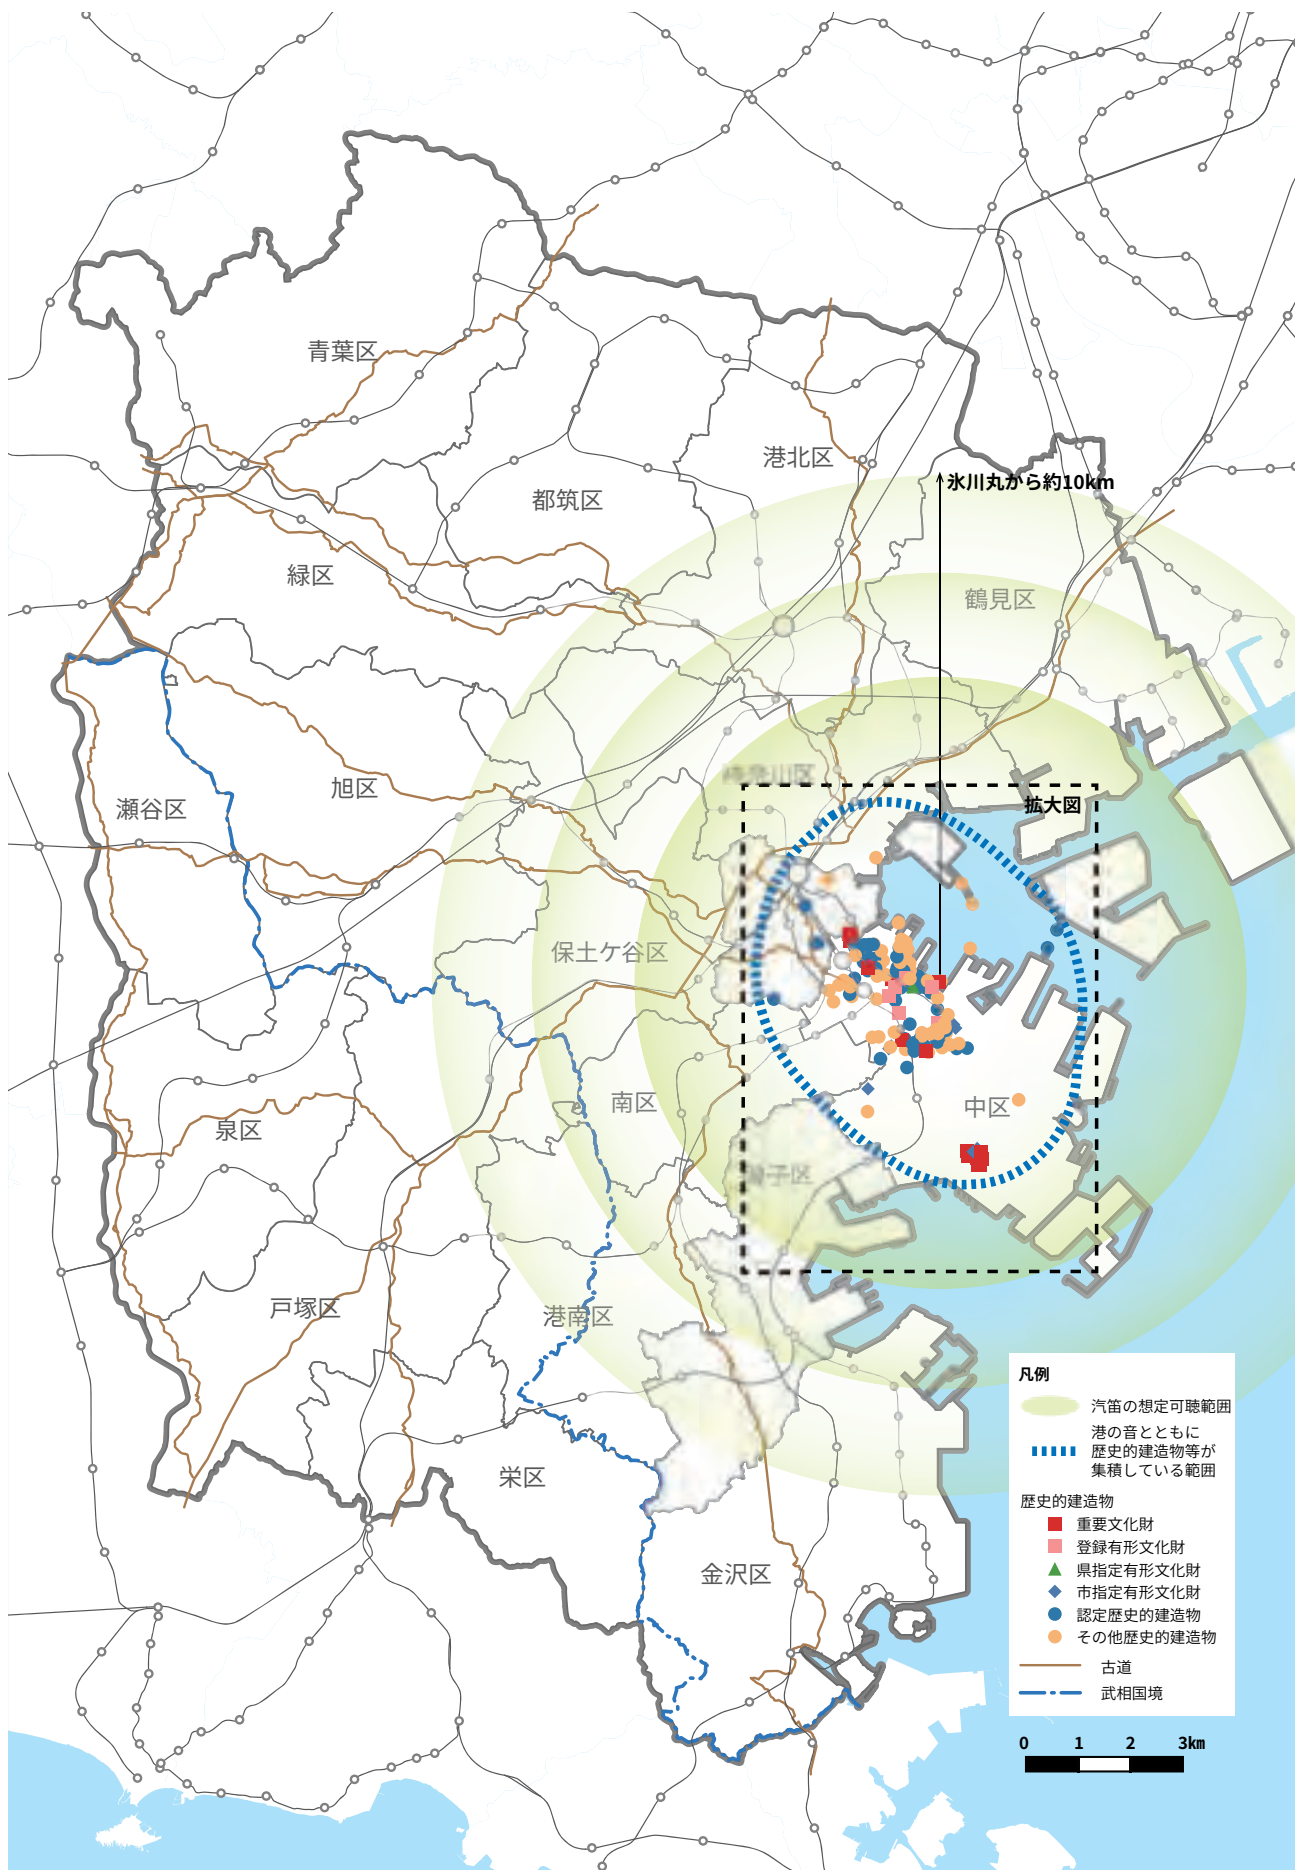 青葉区
港北区
氷川丸から約10km
都筑区
緑区
鶴見区
旭区
瀬谷区
拡大図
保土ケ谷区
南区
中区
泉区
戸塚区
港南区
栄区
金沢区
凡例
汽笛の想定可聴範囲
港の音とともに
歴史的建造物等が
集積している範囲
歴史的建造物
重要文化財
登録有形文化財
県指定有形文化財
市指定有形文化財
認定歴史的建造物
その他歴史的建造物
古道
武相国境
0 1 2 3km